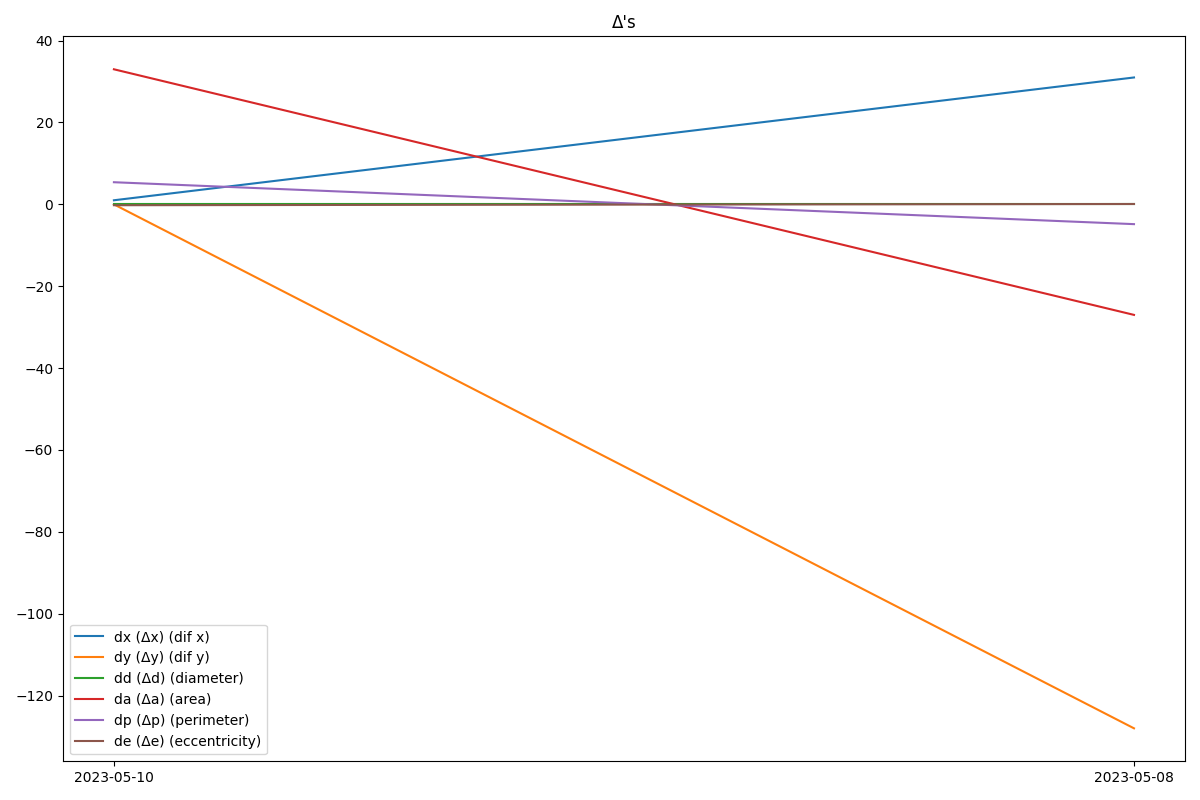 Δ's
40
20
0
−20
−40
−60
−80
−100
−120
dx (Δx) (dif x)
dy (Δy) (dif y)
dd (Δd) (diameter)
da (Δa) (area)
dp (Δp) (perimeter)
de (Δe) (eccentricity)
2023-05-10
2023-05-08